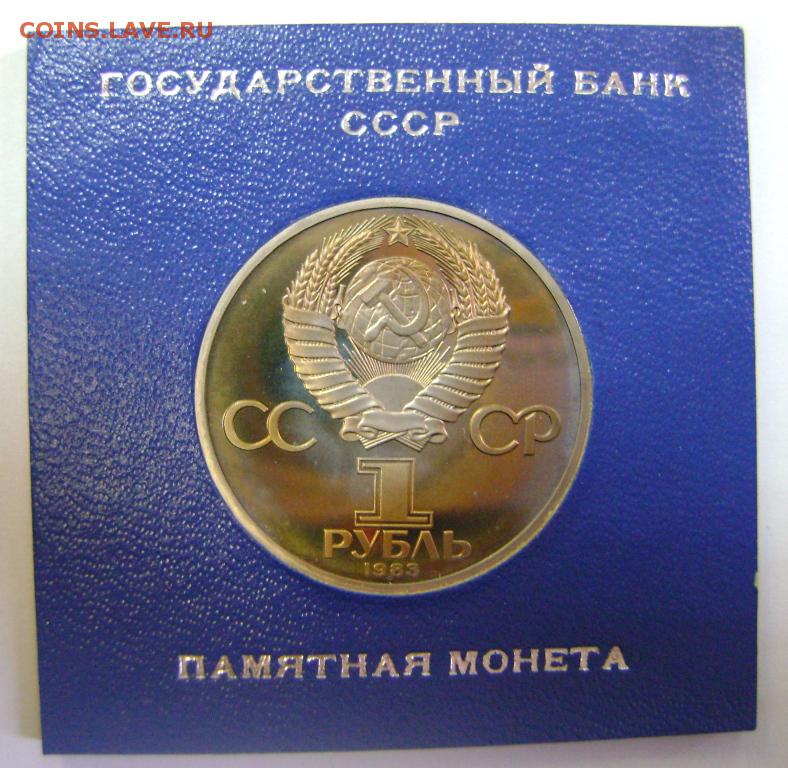 COINS.LAVE.RU
ГОСУДАРСТВЕННЫЙ БАНК
СССР
СС СР
1
РУБЛЬ
1983
ПАМЯТНАЯ МОНЕТА